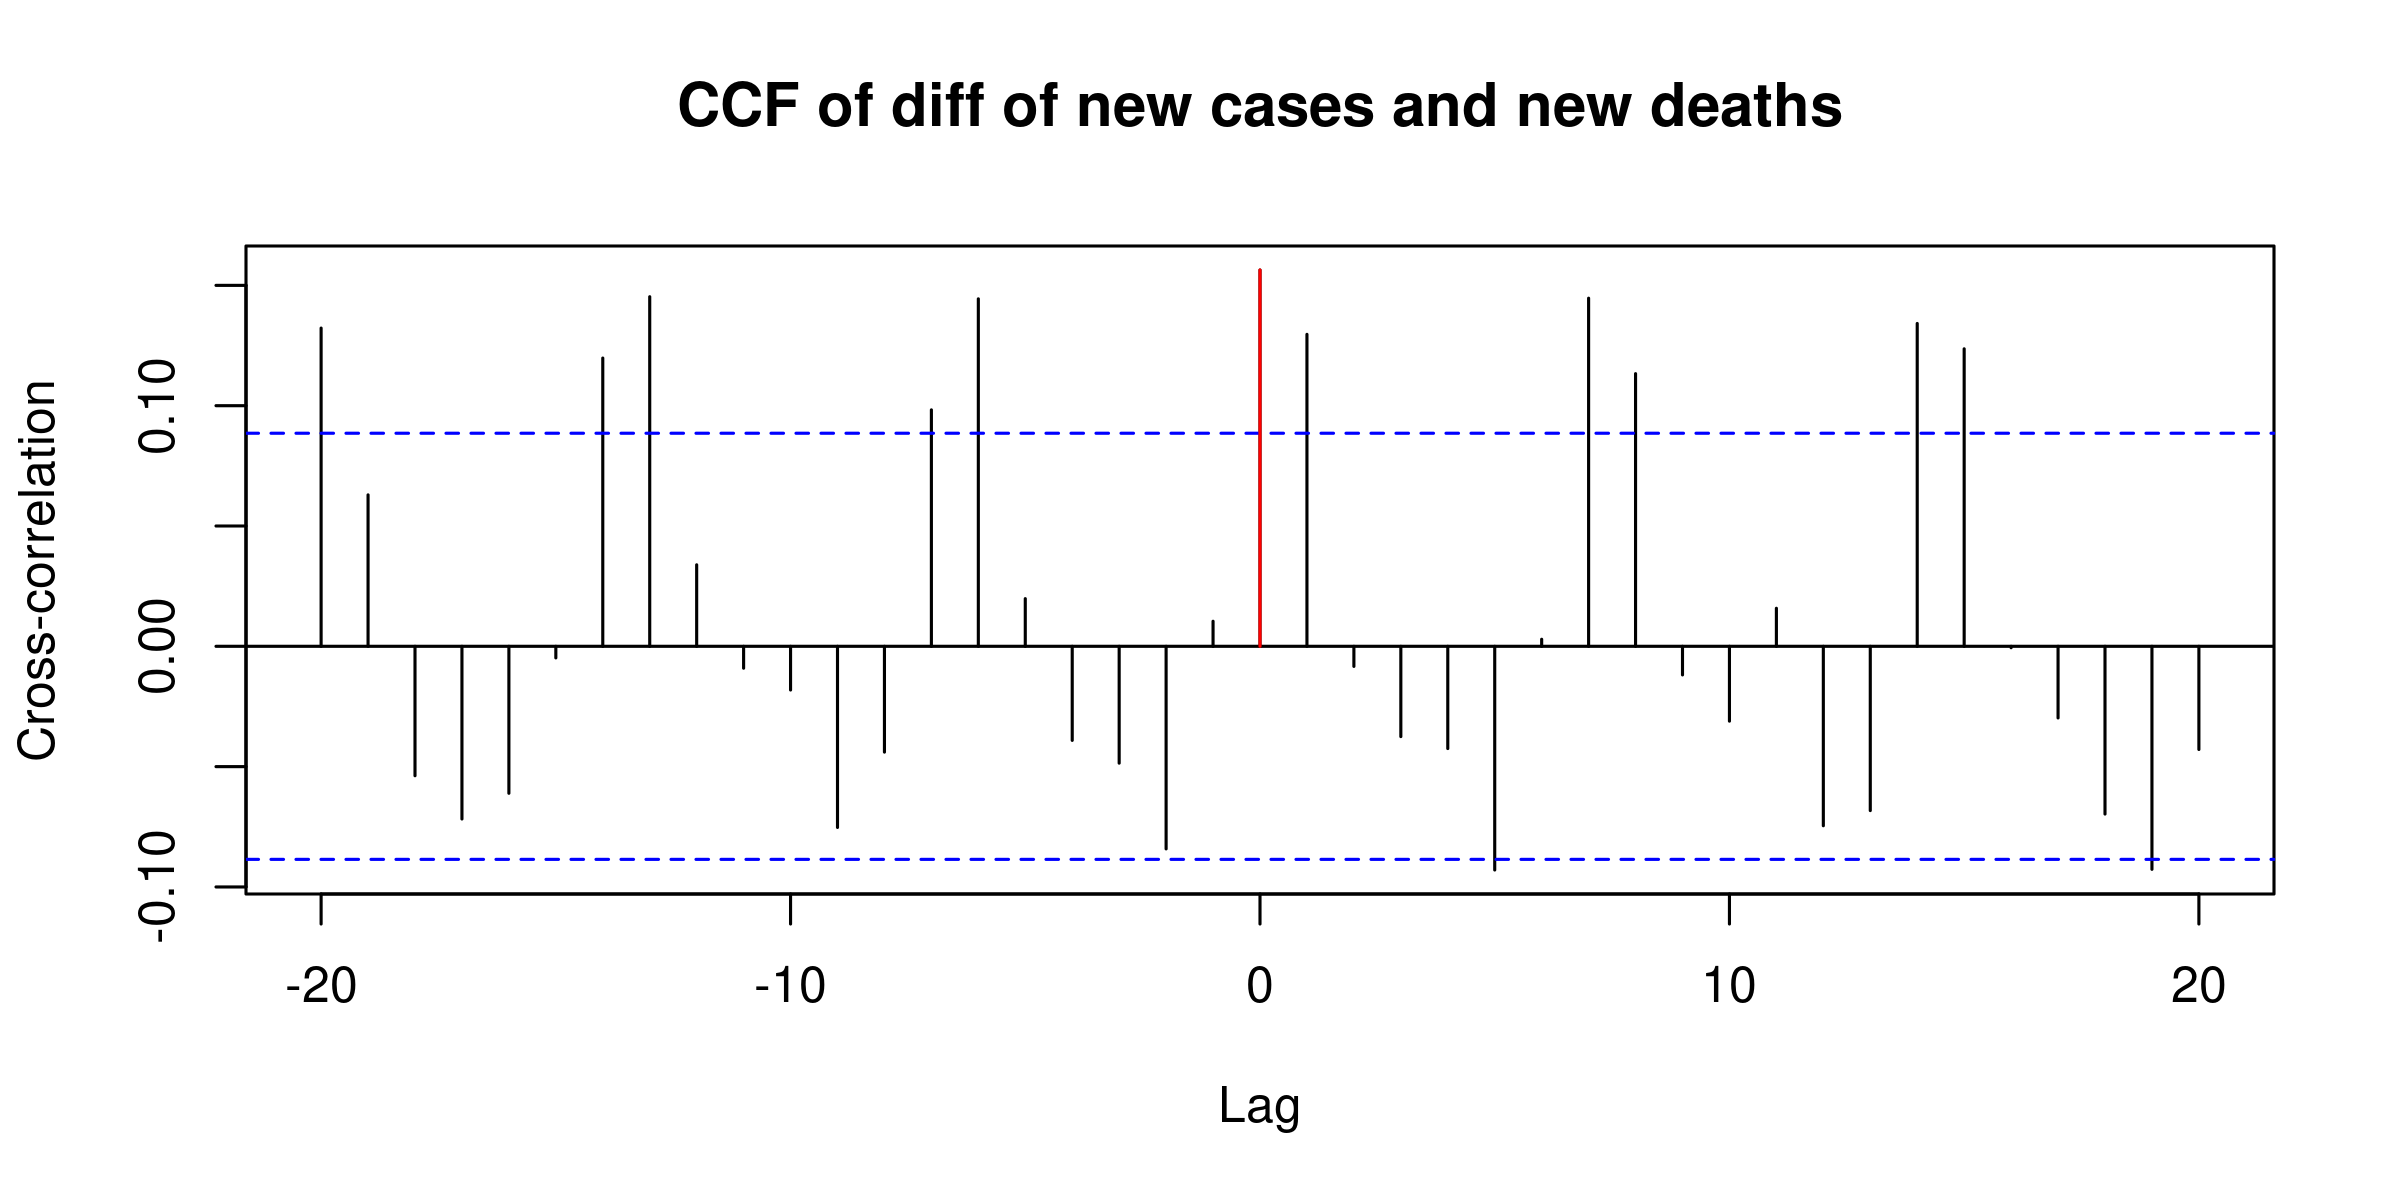 CCF of diff of new cases and new deaths
Cross-correlation
0.10
0.00
-0.10
-20 -10 0 10 20
Lag